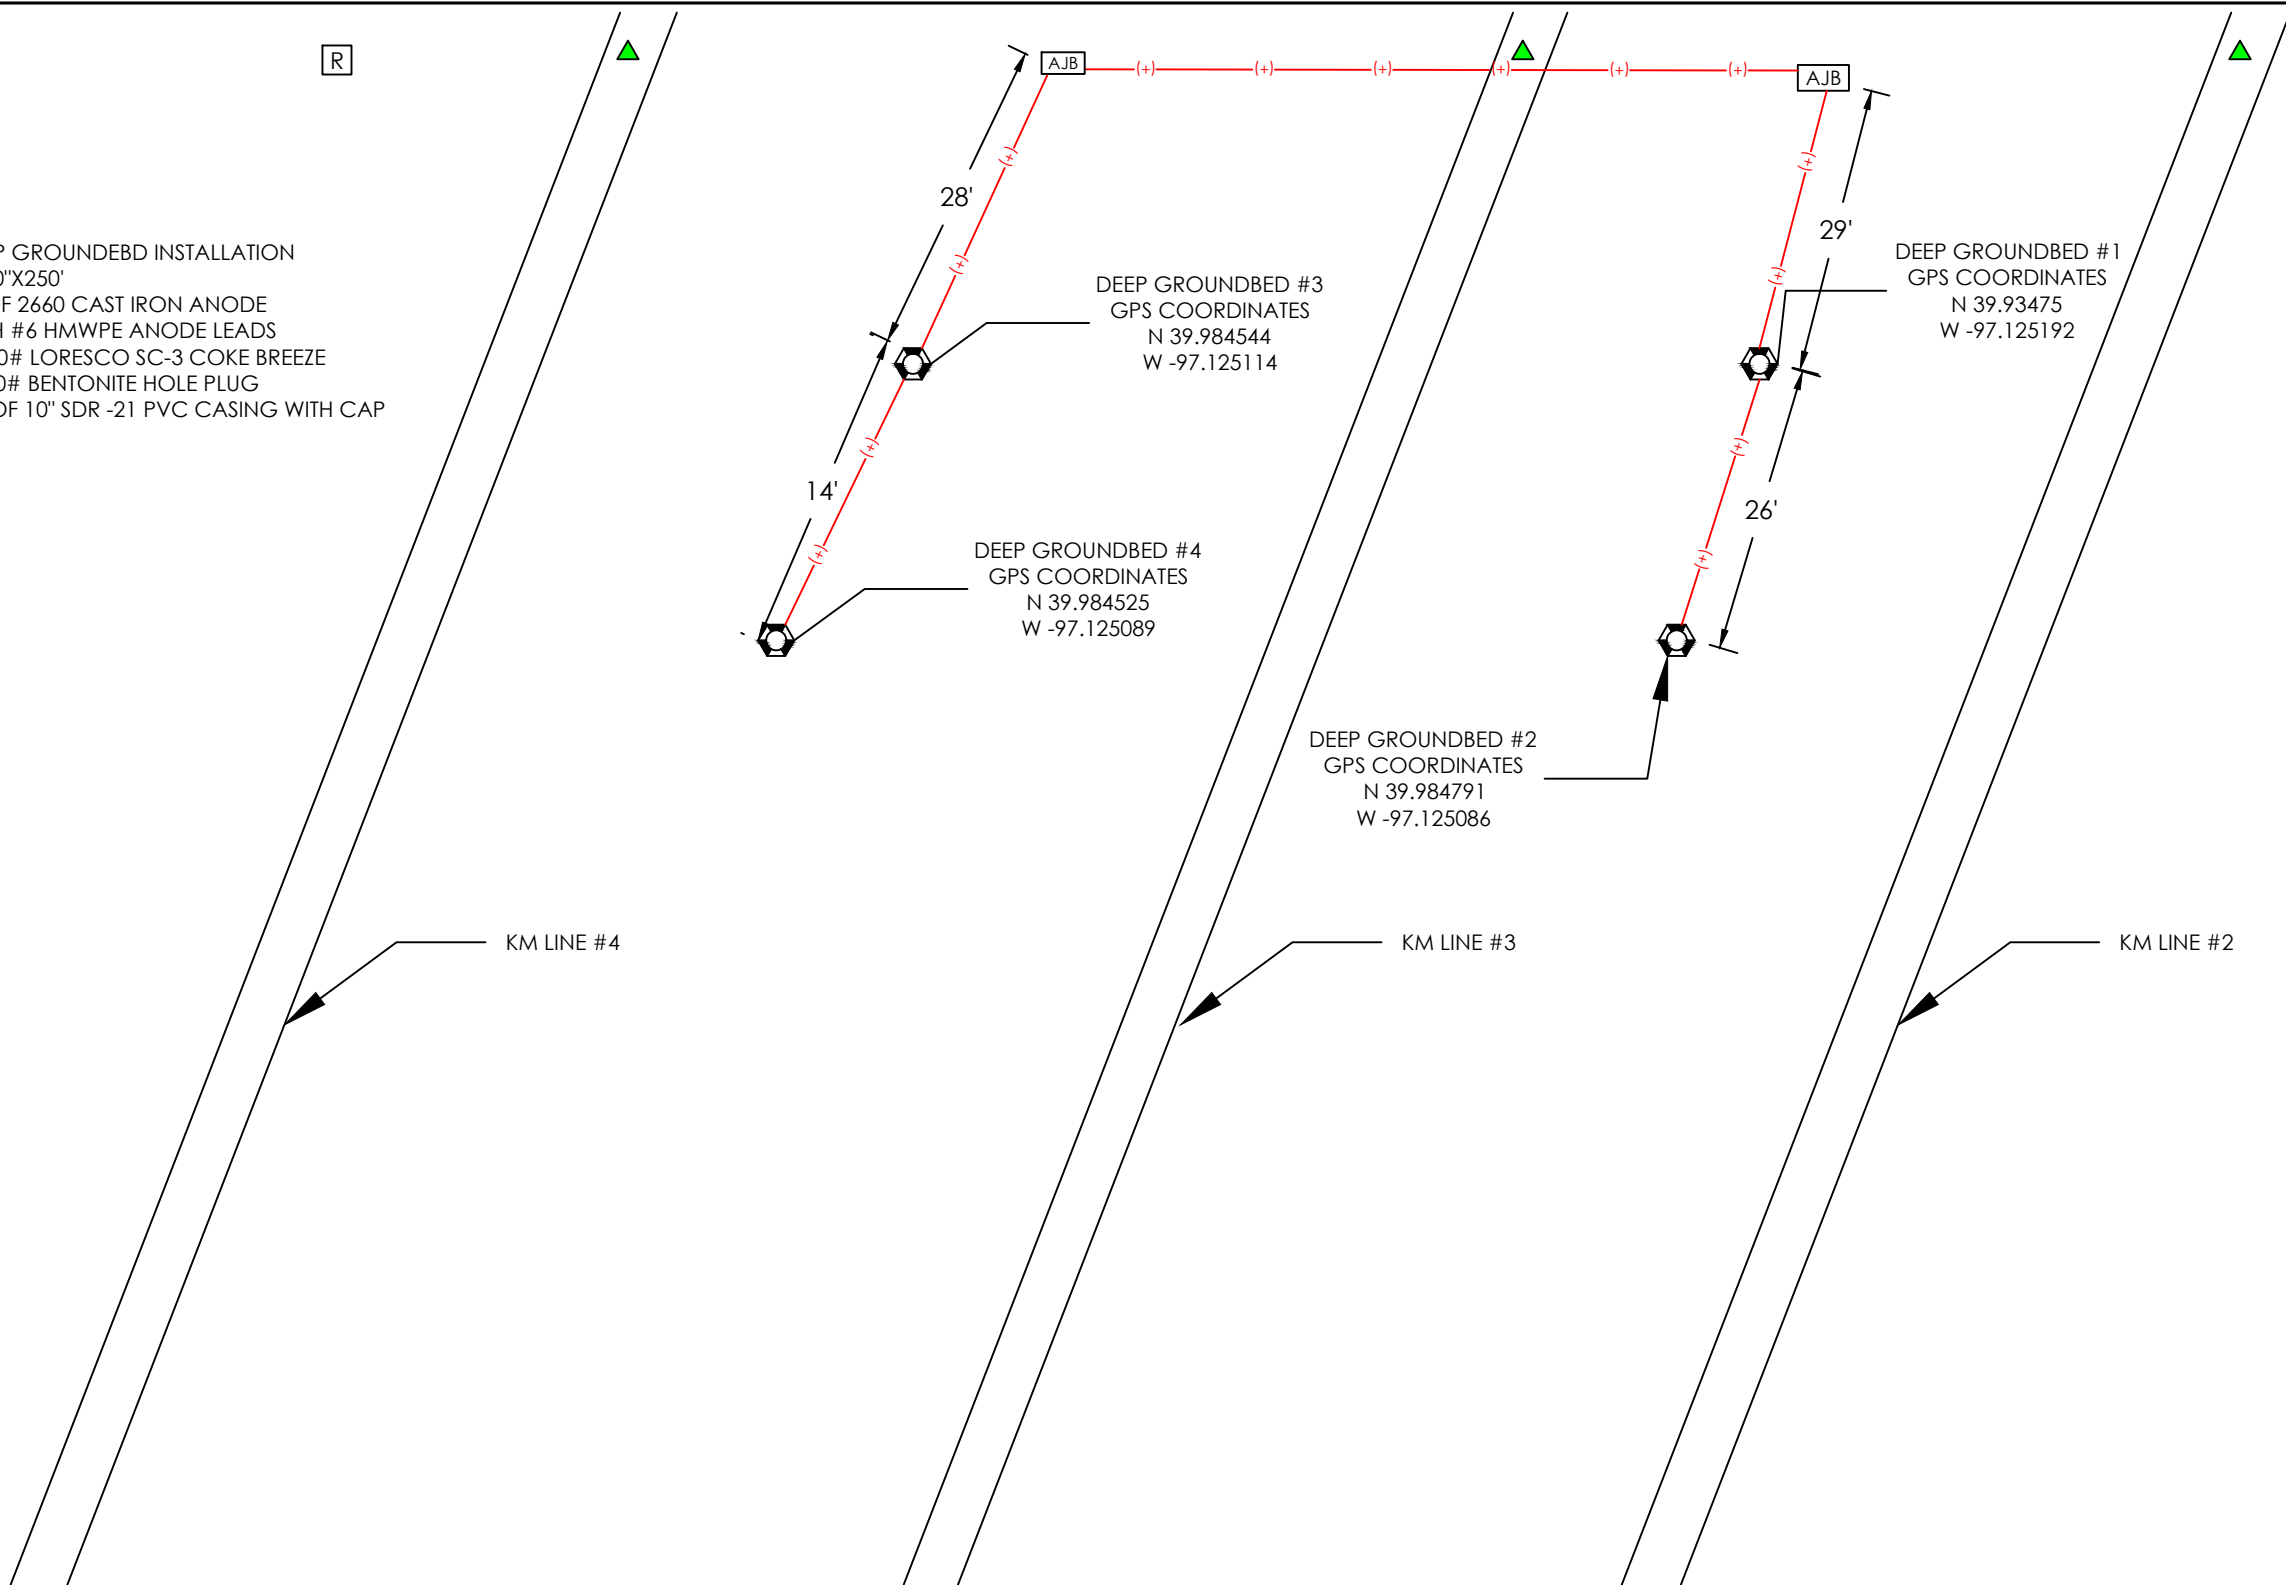 R
AJB
AJB
P GROUNDEBD INSTALLATION
0"X250'
F 2660 CAST IRON ANODE
H #6 HMWPE ANODE LEADS
0# LORESCO SC-3 COKE BREEZE
0# BENTONITE HOLE PLUG
OF 10" SDR -21 PVC CASING WITH CAP
(+)
(+)
(+)
(+)
(+)
(+)
(+)
(+)
(+)
(+)
(+)
(+)
(+)
(+)
28'
29'
14'
26'
DEEP GROUNDBED #3
GPS COORDINATES
N 39.984544
W -97.125114
DEEP GROUNDBED #1
GPS COORDINATES
N 39.93475
W -97.125192
DEEP GROUNDBED #4
GPS COORDINATES
N 39.984525
W -97.125089
DEEP GROUNDBED #2
GPS COORDINATES
N 39.984791
W -97.125086
KM LINE #4
KM LINE #3
KM LINE #2